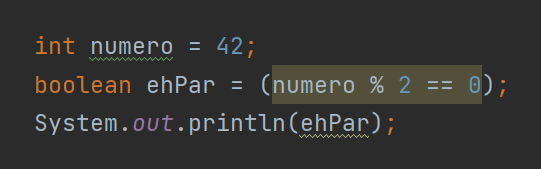 int numero = 42;
boolean ehPar = (numero % 2 == 0);
System.out.println(ehPar);